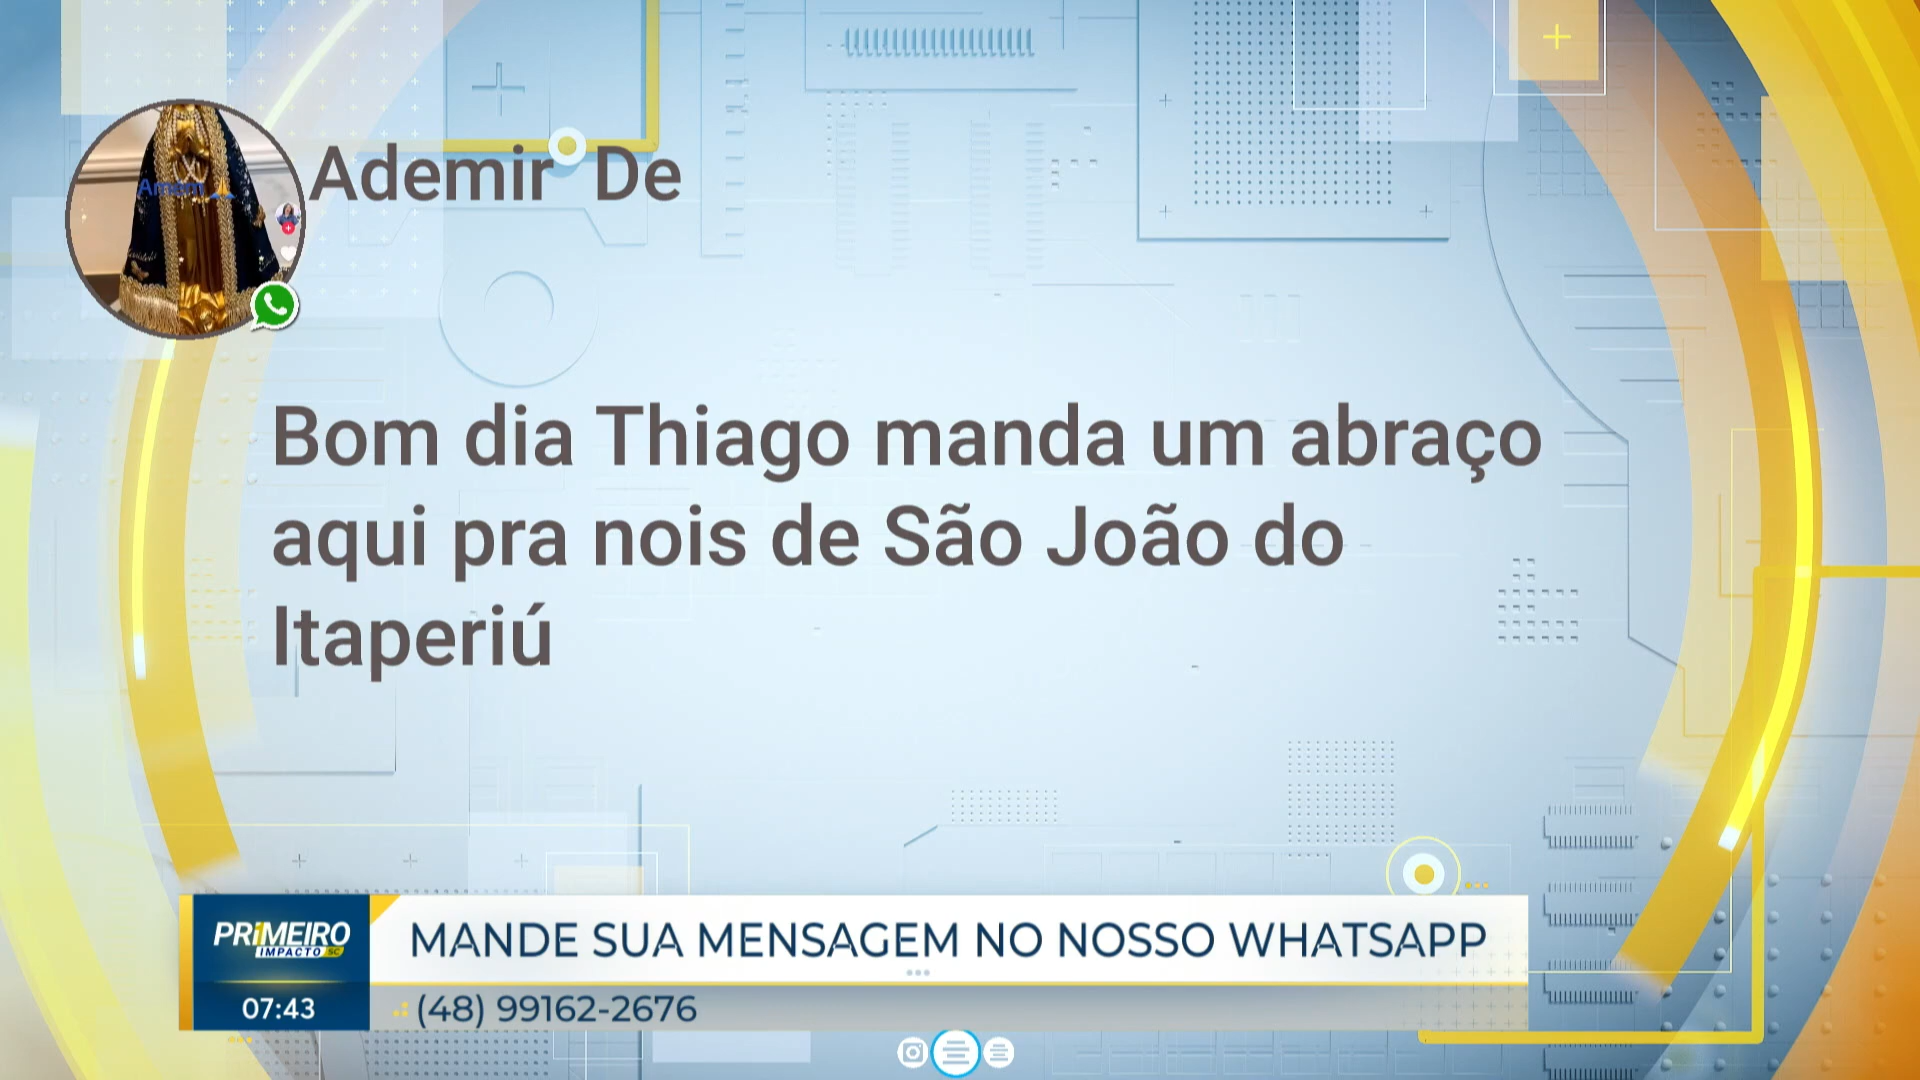 Amém
Ademir De
Bom dia Thiago manda um abraço
aqui pra nois de São João do
Itaperiú
PRiMEIRO
IMPACTO SC
MANDE SUA MENSAGEM NO NOSSO WHATSAPP
07:43
(48) 99162-2676